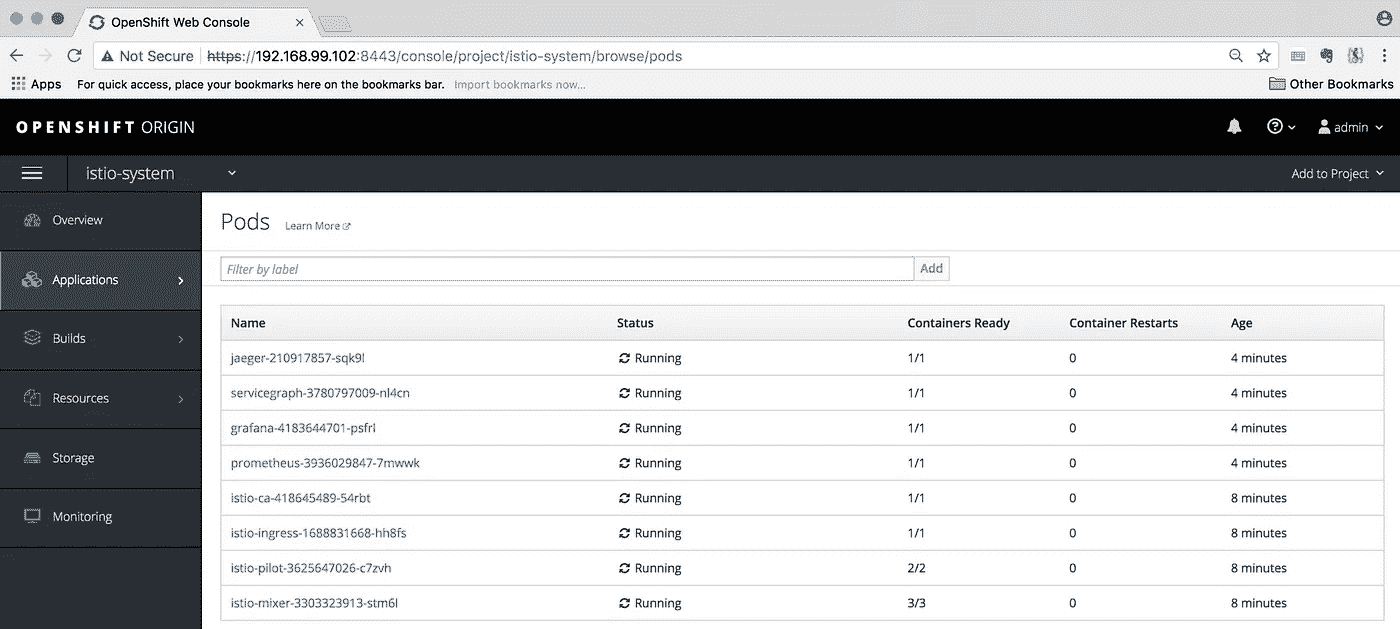 OpenShift Web Console
Not Secure https://192.168.99.102:8443/console/project/istio-system/browse/pods
Apps For quick access, place your bookmarks here on the bookmarks bar. Import bookmarks now... Other Bookmarks
OPENSHIFT ORIGIN admin
istio-system Add to Project
Overview
Applications
Builds
Resources
Storage
Monitoring
Pods Learn More
Filter by label Add
Name Status Containers Ready Container Restarts Age
jaeger-210917857-sqk9l Running 1/1 0 4 minutes
servicegraph-3780797009-nl4cn Running 1/1 0 4 minutes
grafana-4183644701-psfrl Running 1/1 0 4 minutes
prometheus-3936029847-7mwwk Running 1/1 0 4 minutes
istio-ca-418645489-54rbt Running 1/1 0 8 minutes
istio-ingress-1688831668-hh8fs Running 1/1 0 8 minutes
istio-pilot-3625647026-c7zvh Running 2/2 0 8 minutes
istio-mixer-3303323913-stm6l Running 3/3 0 8 minutes